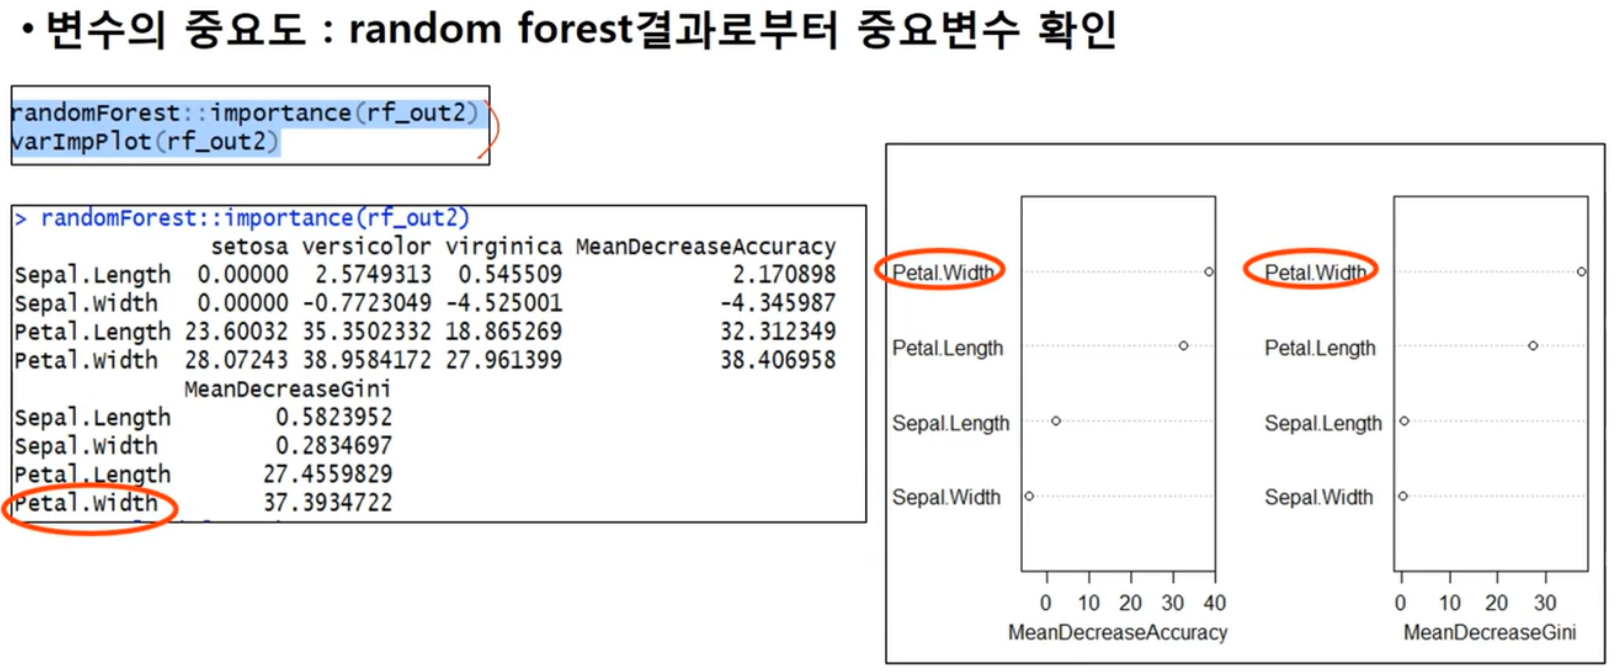 • 변수의 중요도 : random forest결과로부터 중요변수 확인
randomForest::importance(rf_out2)
varImpPlot(rf_out2)
> randomForest::importance(rf_out2)
setosa versicolor virginica MeanDecreaseAccuracy
Sepal.Length 0.00000 2.5749313 0.545509 2.170898
Sepal.Width 0.00000 -0.7723049 -4.525001 -4.345987
Petal.Length 23.60032 35.3502332 18.865269 32.312349
Petal.Width 28.07243 38.9584172 27.961399 38.406958
MeanDecreaseGini
Sepal.Length 0.5823952
Sepal.Width 0.2834697
Petal.Length 27.4559829
Petal.Width 37.3934722
Petal.Width
Petal.Length
Sepal.Length
Sepal.Width
0 10 20 30 40
MeanDecreaseAccuracy
Petal.Width
Petal.Length
Sepal.Length
Sepal.Width
0 10 20 30
MeanDecreaseGini